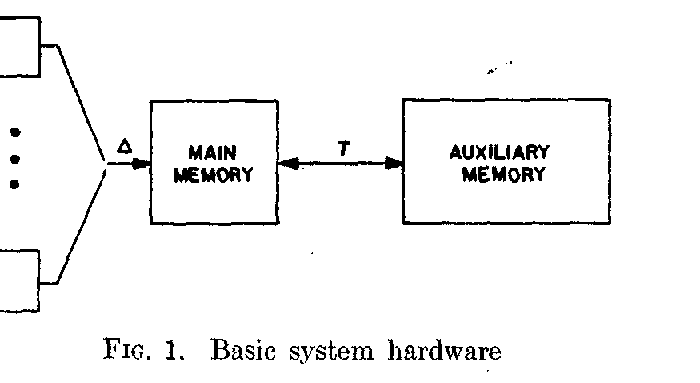 Δ
MAIN
MEMORY
T
AUXILIARY
MEMORY
FIG. 1. Basic system hardware